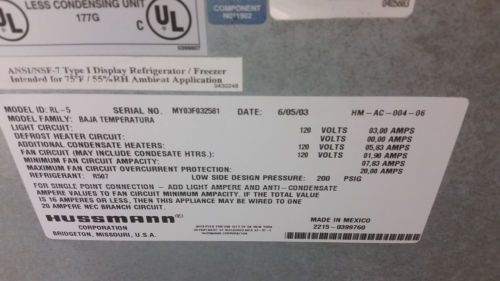 LESS CONDENSING UNIT
177G
UL
UL
COMPONENT
0405683
0399607
ANSI/NSF-7 Type I Display Refrigerator / Freezer
Intended for 75°F / 55%RH Ambient Application
0430248
MODEL ID: RL-5 SERIAL NO. MY03F032581 DATE: 6/05/03 HM-AC-004-06
MODEL FAMILY: BAJA TEMPERATURA
LIGHT CIRCUIT: 120 VOLTS 03,00 AMPS
DEFROST HEATER CIRCUIT: 00,00 AMPS
ADDITIONAL CONDENSATE HEATERS: 120 VOLTS 05,83 AMPS
FAN CIRCUIT (MAY INCLUDE CONDESATE HTRS.): 120 VOLTS 01,90 AMPS
MINIMUM FAN CIRCUIT AMPACITY: 07,83 AMPS
MAXIMUM FAN CIRCUIT OVERCURRENT PROTECTION: 20,00 AMPS
REFRIGERANT: LOW SIDE DESIGN PRESSURE: 200 PSIG
FOR SINGLE POINT CONNECTION - ADD LIGHT AMPERE AND ANTI-CONDENSATE
AMPERE VALUES TO FAN CIRCUIT MINIMUM AMPACITY, IF THE TOTAL VALUE
IS 16 AMPERES OR LESS, THEN THIS APPLIANCE MAY BE WIRED TO ONE
20 AMPERE NEC BRANCH CIRCUIT.
HUSSMANN®
CORPORATION
BRIDGETON, MISSOURI, U.S.A.
HUSSMANN CORPORATION
MADE IN MEXICO
2215-0399760